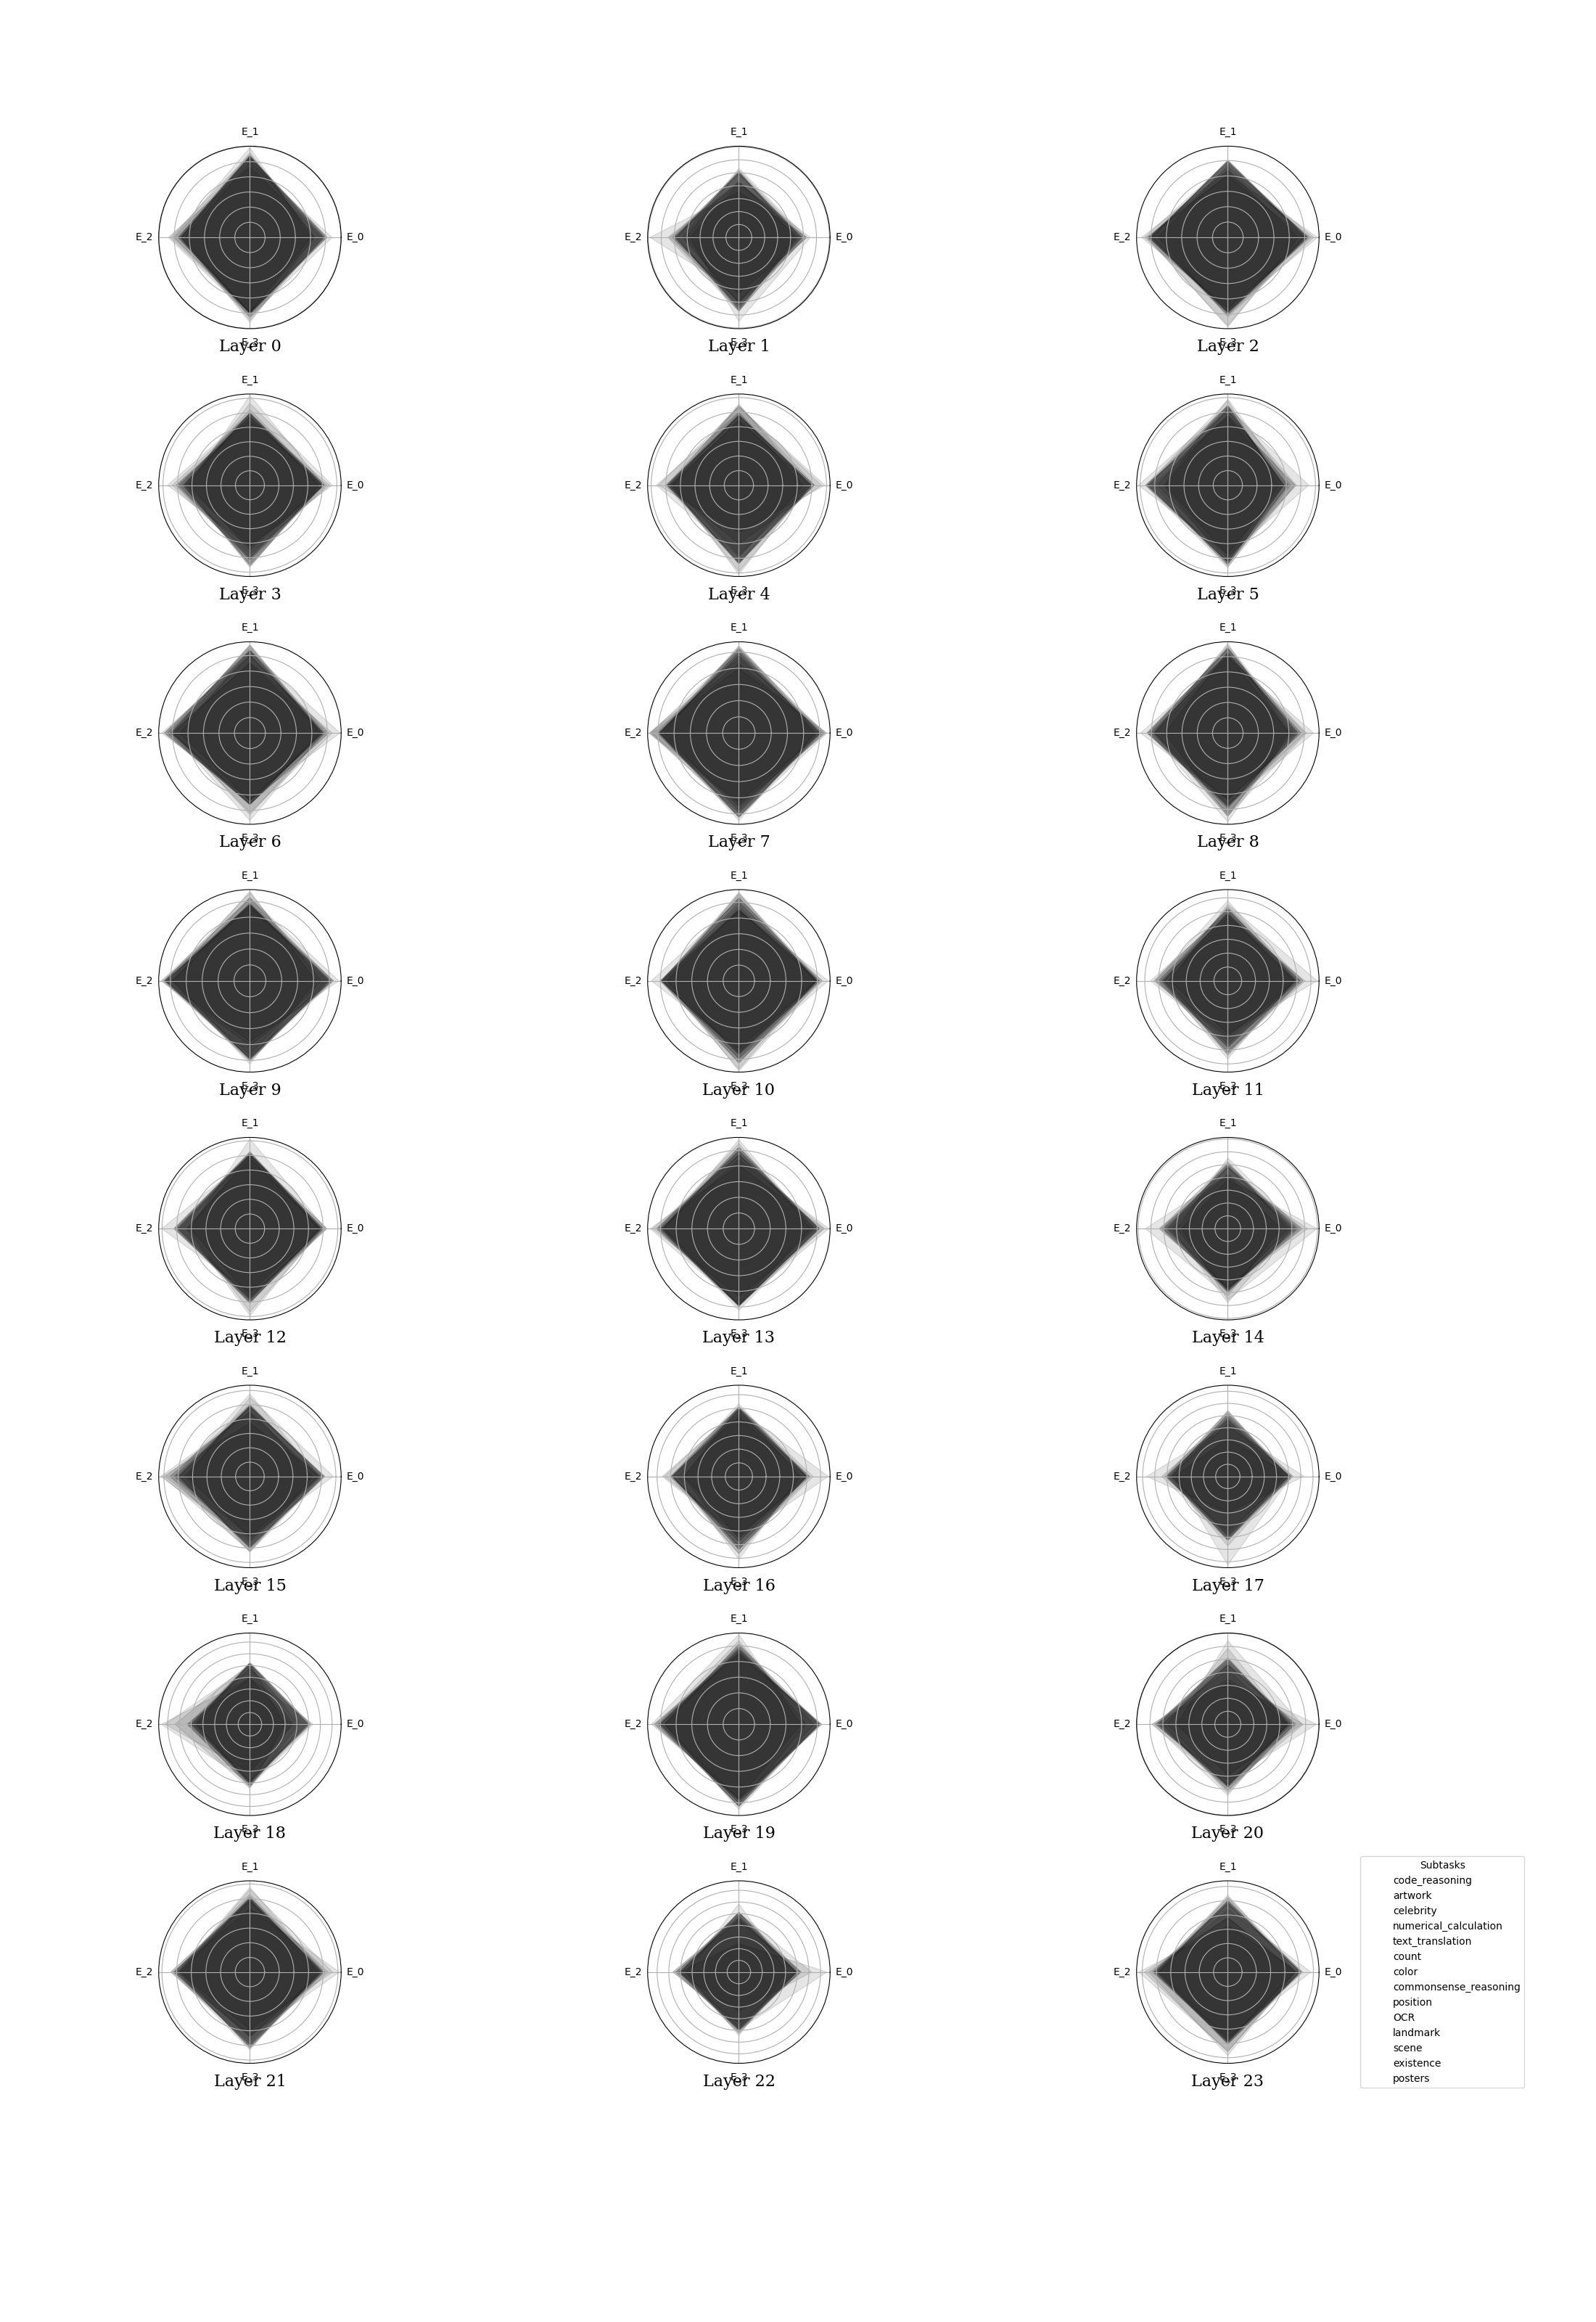 E_1 E_1 E_1
E_2 E_0 E_2 E_0 E_2 E_0
E_3 E_3 E_3
Layer 0 Layer 1 Layer 2
E_1 E_1 E_1
E_2 E_0 E_2 E_0 E_2 E_0
E_3 E_3 E_3
Layer 3 Layer 4 Layer 5
E_1 E_1 E_1
E_2 E_0 E_2 E_0 E_2 E_0
E_3 E_3 E_3
Layer 6 Layer 7 Layer 8
E_1 E_1 E_1
E_2 E_0 E_2 E_0 E_2 E_0
E_3 E_3 E_3
Layer 9 Layer 10 Layer 11
E_1 E_1 E_1
E_2 E_0 E_2 E_0 E_2 E_0
E_3 E_3 E_3
Layer 12 Layer 13 Layer 14
E_1 E_1 E_1
E_2 E_0 E_2 E_0 E_2 E_0
E_3 E_3 E_3
Layer 15 Layer 16 Layer 17
E_1 E_1 E_1
E_2 E_0 E_2 E_0 E_2 E_0
E_3 E_3 E_3
Layer 18 Layer 19 Layer 20
E_1 E_1 E_1
E_2 E_0 E_2 E_0 E_2 E_0
E_3 E_3 E_3
Layer 21 Layer 22 Layer 23
Subtasks
code_reasoning
artwork
celebrity
numerical_calculation
text_translation
count
color
commonsense_reasoning
position
OCR
landmark
scene
existence
posters